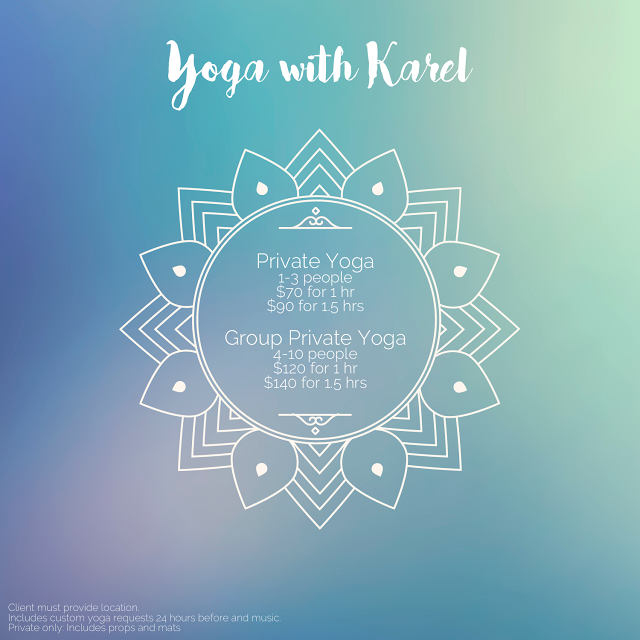 Yoga with Karel
Private Yoga
1-3 people
$70 for 1 hr
$90 for 1.5 hrs
Group Private Yoga
4-10 people
$120 for 1 hr
$140 for 1.5 hrs
Client must provide location.
Includes custom yoga requests 24 hours before and music.
Private only: Includes props and mats